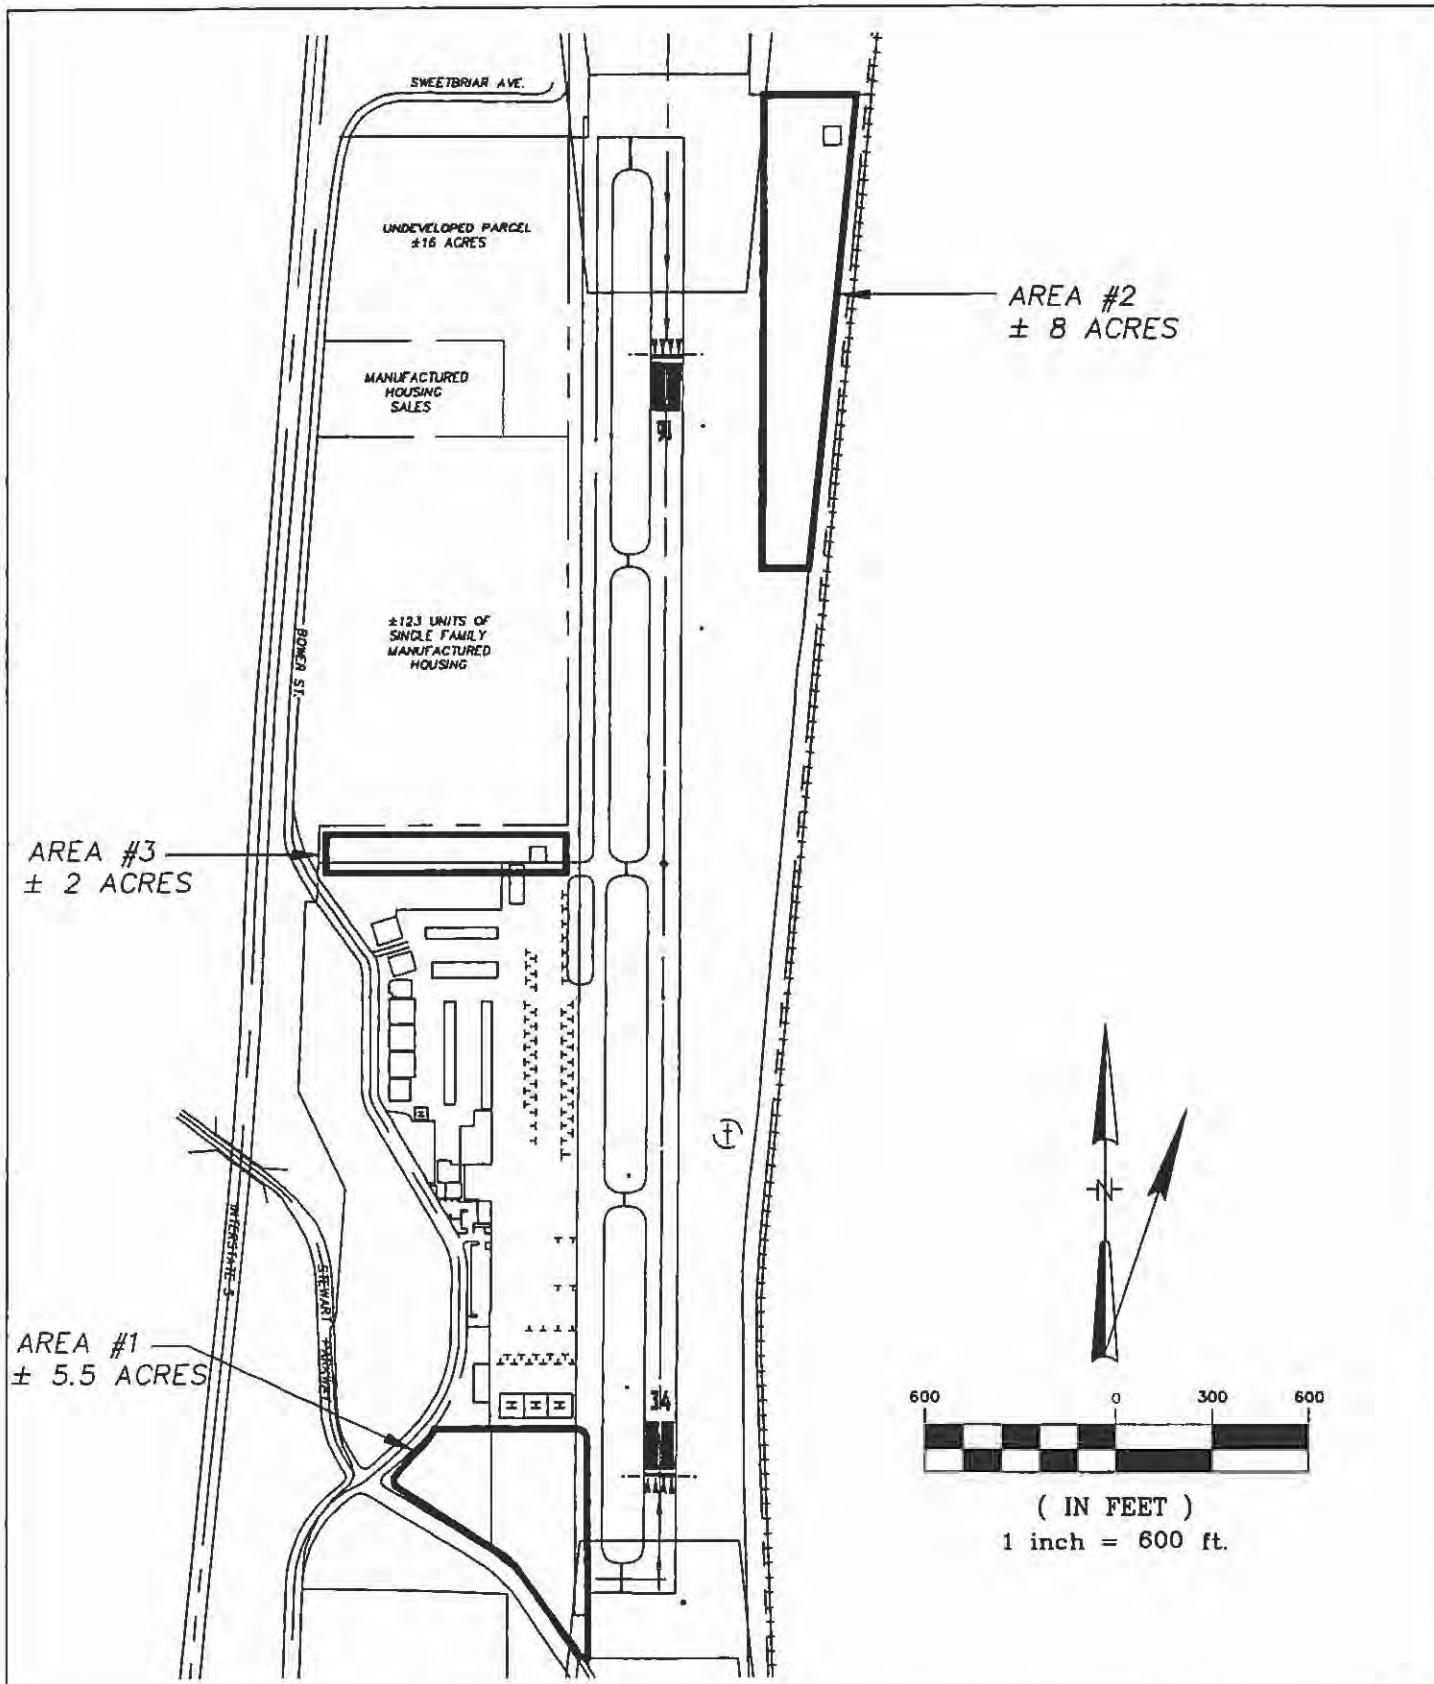 SWEETBRIAR AVE.
UNDEVELOPED PARCEL
±16 ACRES
AREA #2
± 8 ACRES
MANUFACTURED
HOUSING
SALES
16
±123 UNITS OF
SINGLE FAMILY
MANUFACTURED
HOUSING
BOWER ST.
AREA #3
± 2 ACRES
H
N
INTERSTATE 5
STEWART PARKWAY
AREA #1
± 5.5 ACRES
34
H H H
600 0 300 600
( IN FEET )
1 inch = 600 ft.